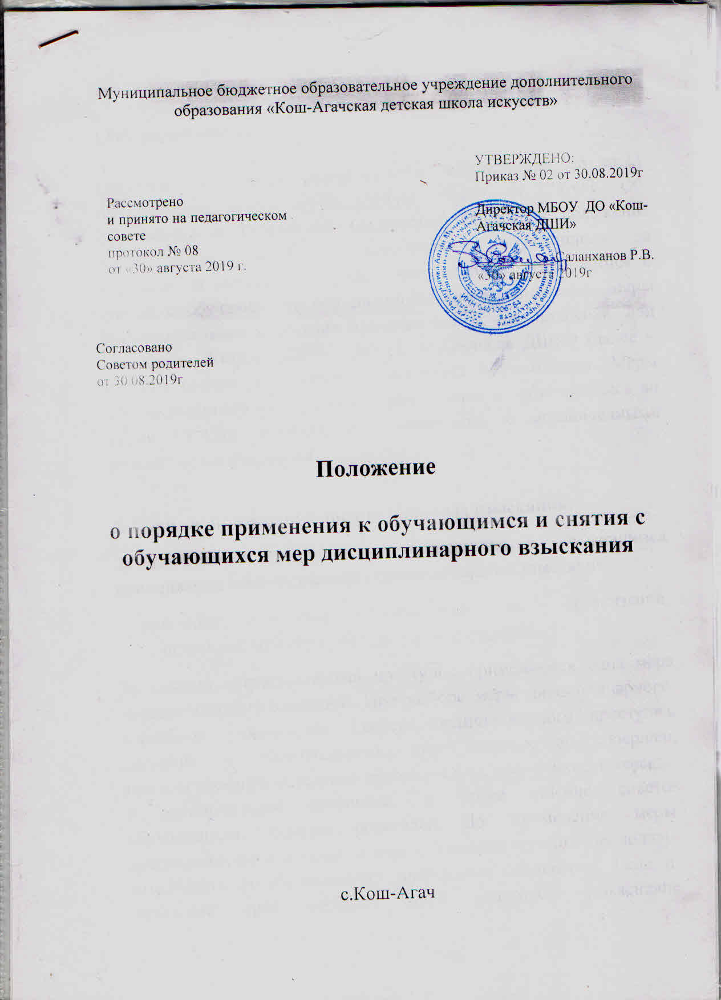 Муниципальное бюджетное образовательное учреждение дополнительного
образования «Кош-Агачская детская школа искусств»
УТВЕРЖДЕНО:
Приказ № 02 от 30.08.2019г
Рассмотрено
и принято на педагогическом
совете
протокол № 08
от «30» августа 2019 г.
Директор МБОУ ДО «Кош-
Агачская ДШИ»
Саланханов Р.В.
«30» августа 2019г
Согласовано
Советом родителей
от 30.08.2019г
Положение
о порядке применения к обучающимся и снятия с
обучающихся мер дисциплинарного взыскания
с.Кош-Агач